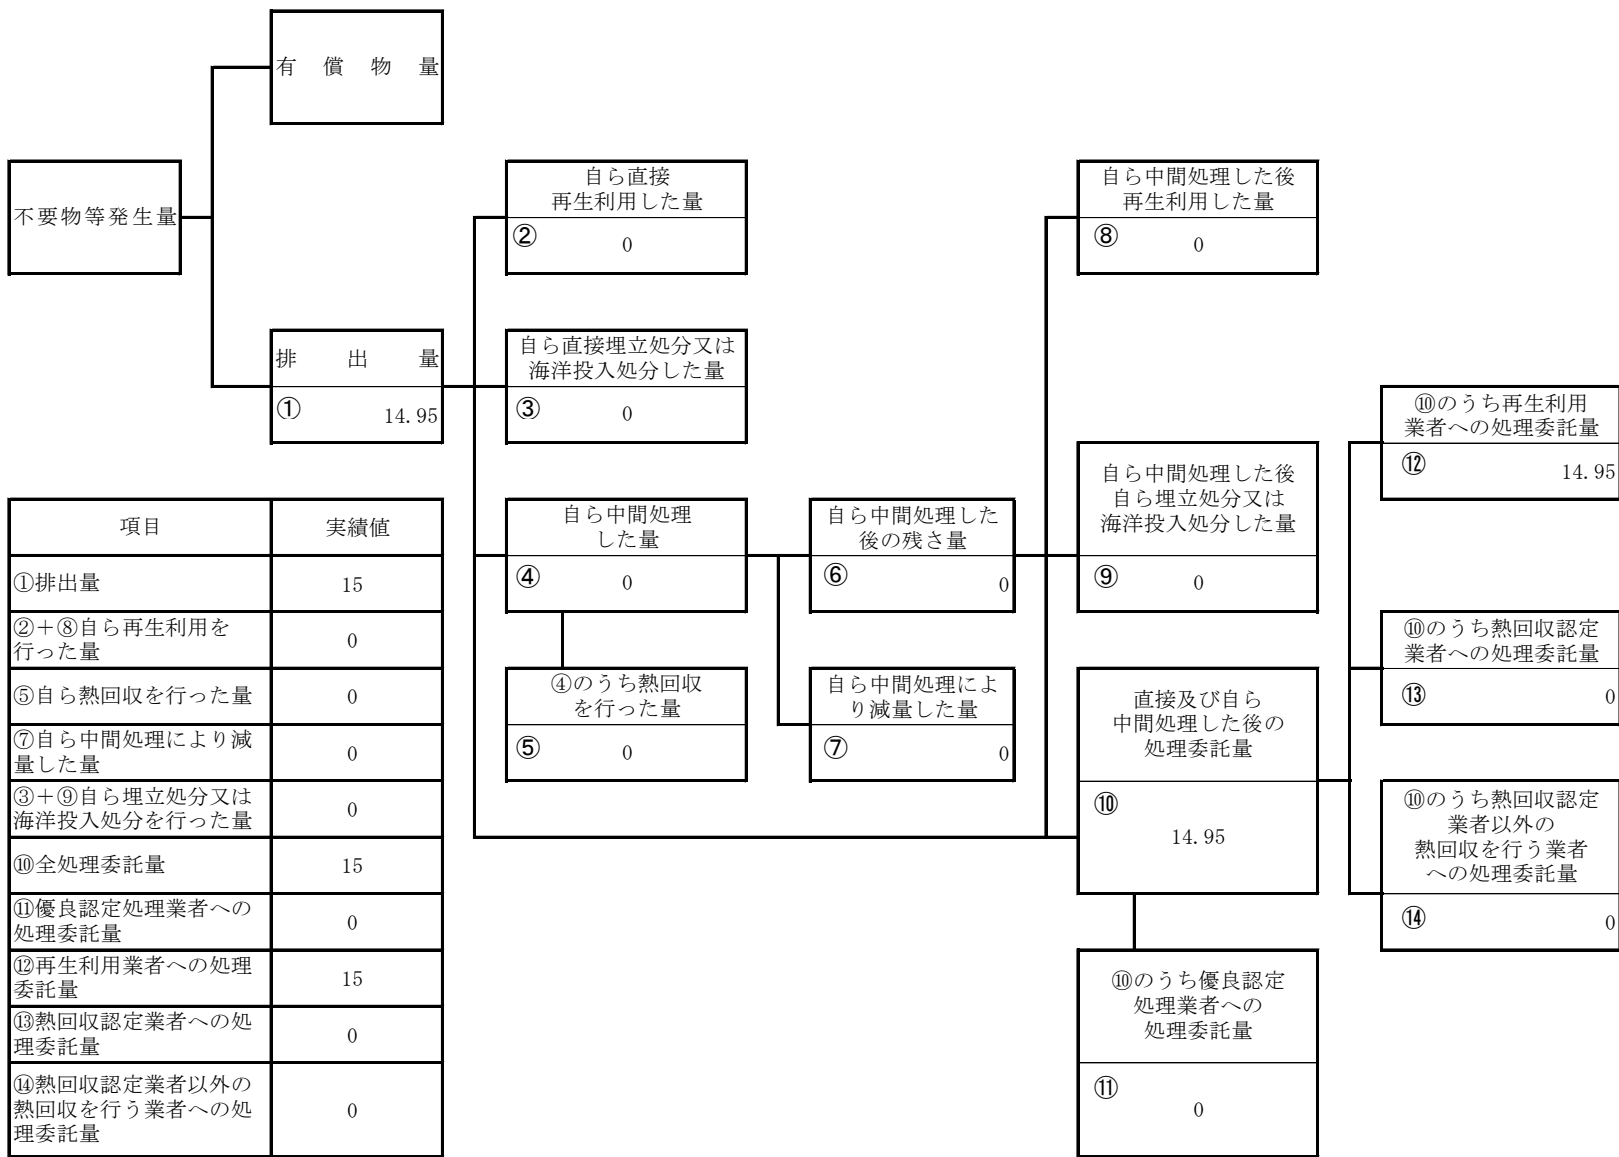 有償物量
不要物等発生量
排出量
① 14.95
自ら直接
再生利用した量
② 0
自ら直接埋立処分又は
海洋投入処分した量
③ 0
自ら中間処理
した量
④ 0
④のうち熱回収
を行った量
⑤ 0
自ら中間処理した
後の残さ量
⑥ 0
自ら中間処理によ
り減量した量
⑦ 0
自ら中間処理した後
再生利用した量
⑧ 0
自ら中間処理した後
自ら埋立処分又は
海洋投入処分した量
⑨ 0
直接及び自ら
中間処理した後の
処理委託量
⑩
14.95
⑩のうち優良認定
処理業者への
処理委託量
⑪
0
⑩のうち再生利用
業者への処理委託量
⑫ 14.95
⑩のうち熱回収認定
業者への処理委託量
⑬ 0
⑩のうち熱回収認定
業者以外の
熱回収を行う業者
への処理委託量
⑭ 0
項目 実績値
①排出量 15
②+⑧自ら再生利用を
行った量 0
⑤自ら熱回収を行った量 0
⑦自ら中間処理により減
量した量 0
③+⑨自ら埋立処分又は
海洋投入処分を行った量 0
⑩全処理委託量 15
⑪優良認定処理業者への
処理委託量 0
⑫再生利用業者への処理
委託量 15
⑬熱回収認定業者への処
理委託量 0
⑭熱回収認定業者以外の
熱回収を行う業者への処 0
理委託量